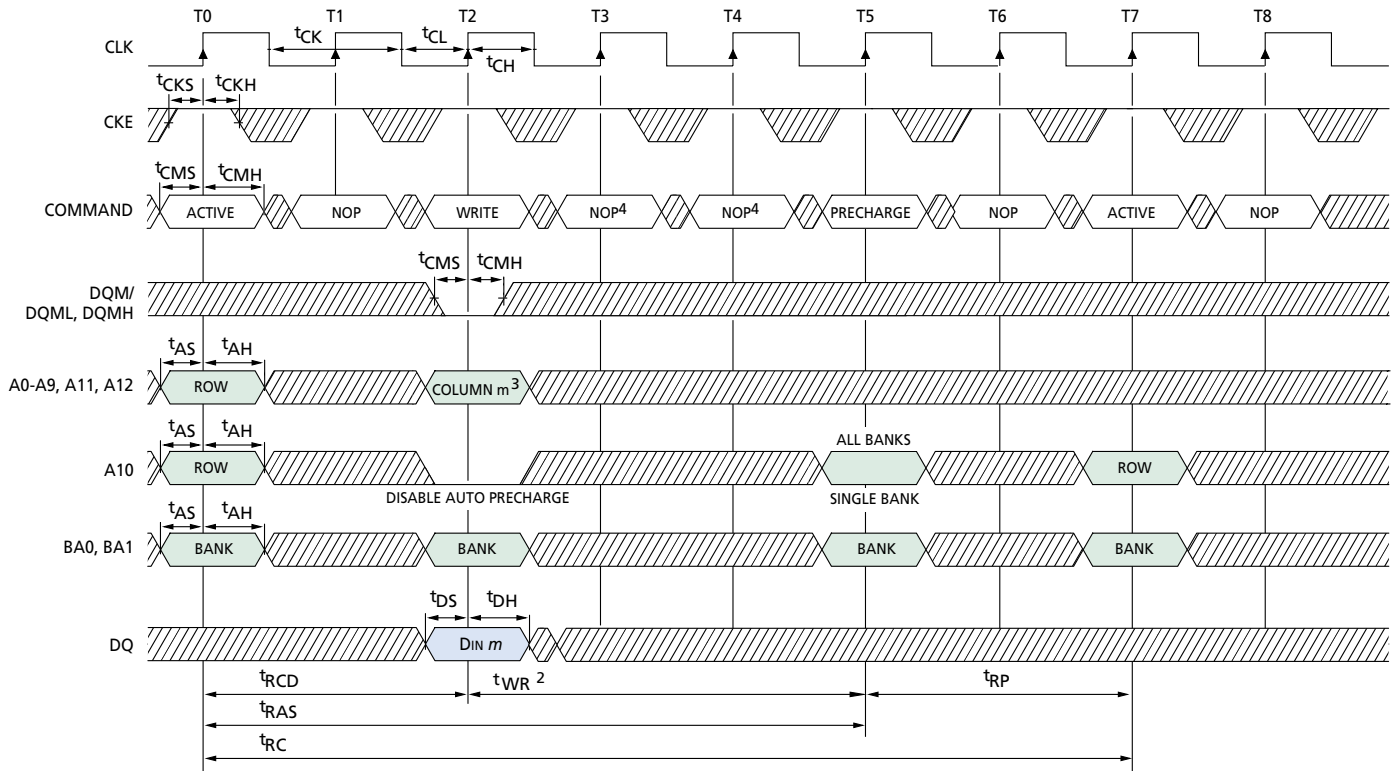 T0 T1 T2 T3 T4 T5 T6 T7 T8
CLK
tCK tCL
tCH
tCKS tCKH
CKE
tCMS tCMH
COMMAND ACTIVE NOP WRITE NOP4 NOP4 PRECHARGE NOP ACTIVE NOP
tCMS tCMH
DQM/
DQML, DQMH
tAS tAH
A0-A9, A11, A12 ROW COLUMN m3
tAS tAH
ALL BANKS
A10 ROW ROW
DISABLE AUTO PRECHARGE SINGLE BANK
tAS tAH
BA0, BA1 BANK BANK BANK BANK
tDS tDH
DQ DIN m
tRCD tWR 2 tRP
tRAS
tRC